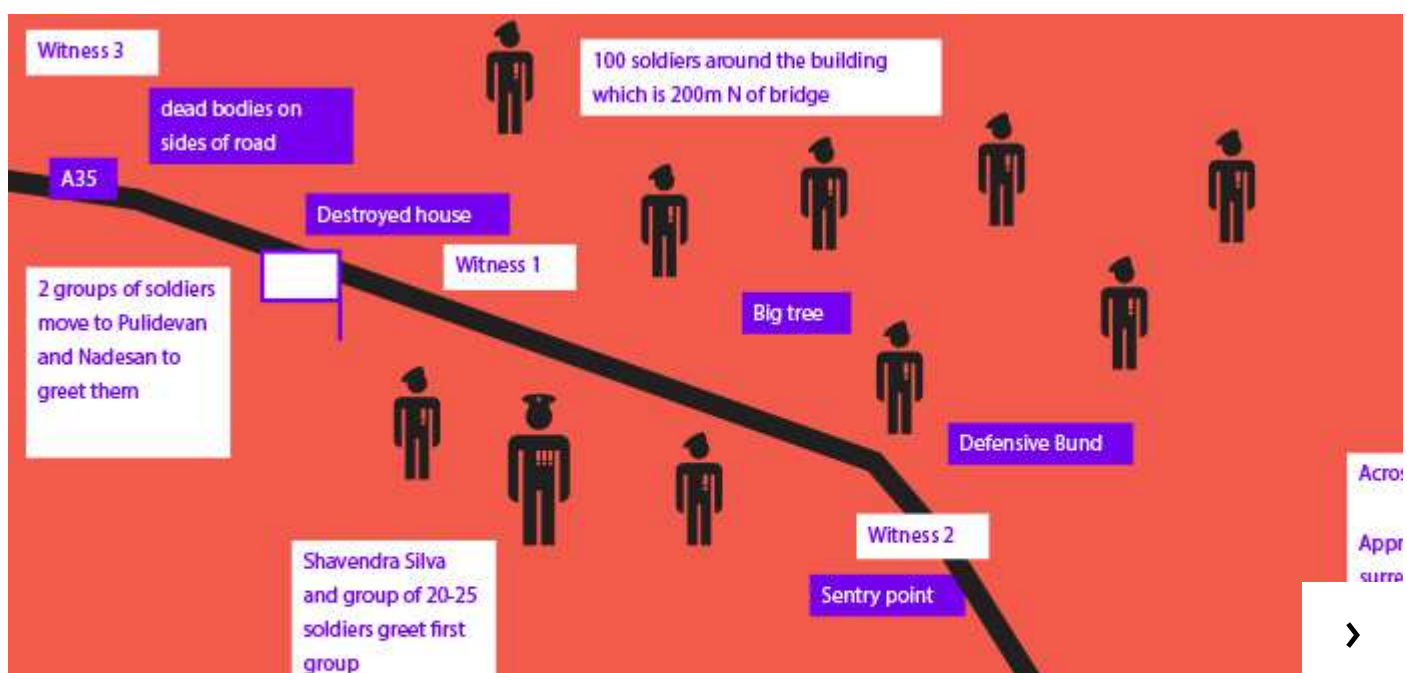 Witness 3
100 soldiers around the building
which is 200m N of bridge
dead bodies on
sides of road
A35
Destroyed house
Witness 1
2 groups of soldiers
move to Pulidevan
and Nadesan to
greet them
Big tree
Defensive Bund
Witness 2
Sentry point
Shavendra Silva
and group of 20-25
soldiers greet first
group